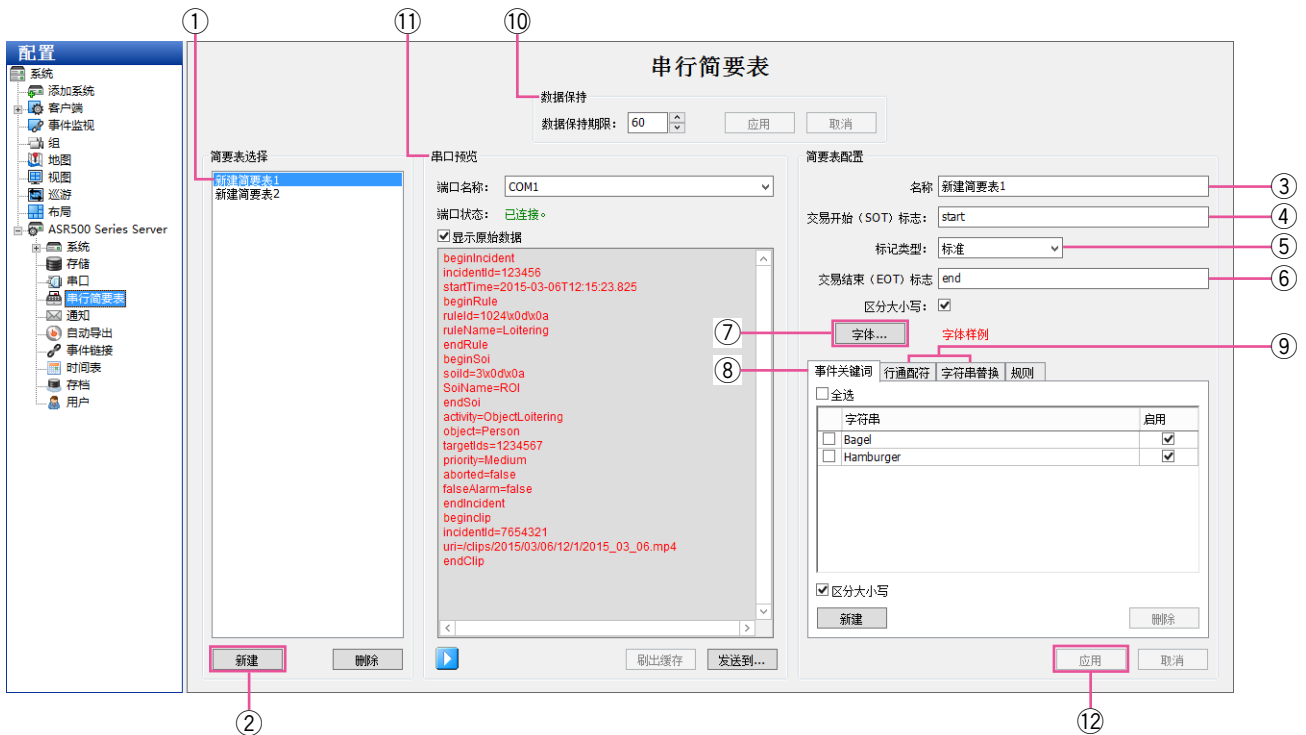 ① ⑪ ⑩
配置
系统
添加系统
客户端
事件监视
组
地图
视图
巡游
布局
ASR500 Series Server
系统
存储
串口
串行简要表
通知
自动导出
事件链接
时间表
存档
用户
串行简要表
数据保持
数据保持期限: 60 应用 取消
简要表选择
新建简要表1
新建简要表2
新建 删除
②
串口预览
端口名称: COM1
端口状态: 已连接。
显示原始数据
beginIncident
incidentId=123456
startTime=2015-03-06T12:15:23.825
beginRule
ruleId=1024\x0d\x0a
ruleName=Loitering
endRule
beginSoi
soiId=3\x0d\x0a
SoiName=ROI
endSoi
activity=ObjectLoitering
object=Person
targetIds=1234567
priority=Medium
aborted=false
falseAlarm=false
endIncident
beginclip
incidentId=7654321
uri=/clips/2015/03/06/12/1/2015_03_06.mp4
endClip
刷出缓存 发送到...
简要表配置
名称 新建简要表1 ③
交易开始（SOT）标志: start ④
标记类型: 标准 ⑤
交易结束（EOT）标志 end ⑥
区分大小写:
⑦ 字体... 字体样例
⑨
⑧ 事件关键词 行通配符 字符串替换 规则
全选
字符串 启用
Bagel
Hamburger
区分大小写
新建 删除
应用 取消
⑫